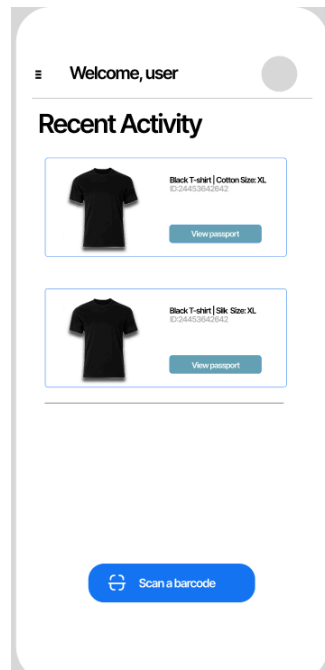 Welcome, user
Recent Activity
Black T-shirt | Cotton Size: XL
ID:24453642642
View passport
Black T-shirt | Silk Size: XL
ID:24453642642
View passport
Scan a barcode